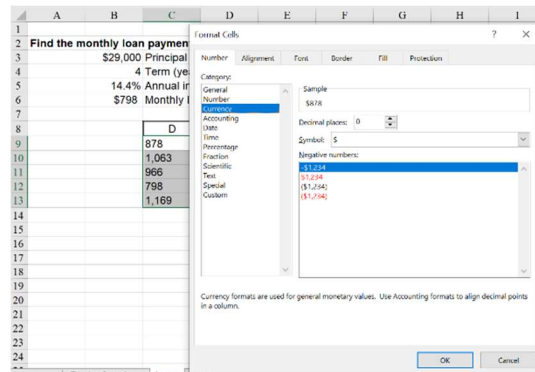 A B C D E F G H I
1
2 Find the monthly loan paymen
3 $29,000 Principal
4 4 Term (ye
5 14.4% Annual in
6 $798 Monthly l
7
8 D
9 878
10 1,063
11 966
12 798
13 1,169
14
15
16
17
18
19
20
21
22
23
24
Format Cells ? ×
Number Alignment Font Border Fill Protection
Category:
General
Number
Currency
Accounting
Date
Time
Percentage
Fraction
Scientific
Text
Special
Custom
Sample
$878
Decimal places: 0
Symbol: $
Negative numbers:
-$1,234
$1,234
($1,234)
($1,234)
Currency formats are used for general monetary values. Use Accounting formats to align decimal points
in a column.
OK Cancel